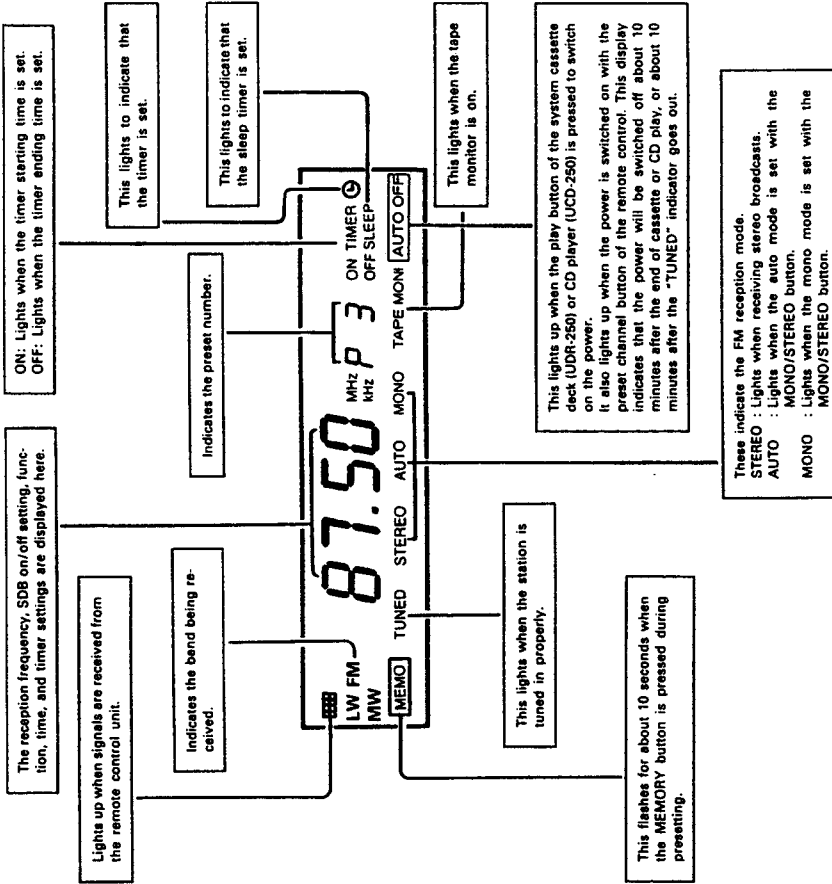 The reception frequency, SDB on/off setting, func-
tion, time, and timer settings are displayed here.
ON: Lights when the timer starting time is set.
OFF: Lights when the timer ending time is set.
Lights up when signals are received from
the remote control unit.
This lights to indicate that
the timer is set.
Indicates the band being re-
ceived.
Indicates the preset number.
This lights to indicate that
the sleep timer is set.
LW FM
MW
87.50
MHz
kHz
P 3
ON TIMER
OFF SLEEP
MEMO
TUNED
STEREO
AUTO
MONO
TAPE MONI
AUTO OFF
This lights when the station is
tuned in properly.
This lights when the tape
monitor is on.
This lights up when the play button of the system cassette
deck (UDR-250) or CD player (UCD-250) is pressed to switch
on the power.
It also lights up when the power is switched on with the
preset channel button of the remote control. This display
indicates that the power will be switched off about 10
minutes after the end of cassette or CD play, or about 10
minutes after the "TUNED" indicator goes out.
This flashes for about 10 seconds when
the MEMORY button is pressed during
presetting.
These indicate the FM reception mode.
STEREO : Lights when receiving stereo broadcasts.
AUTO : Lights when the auto mode is set with the
MONO/STEREO button.
MONO : Lights when the mono mode is set with the
MONO/STEREO button.